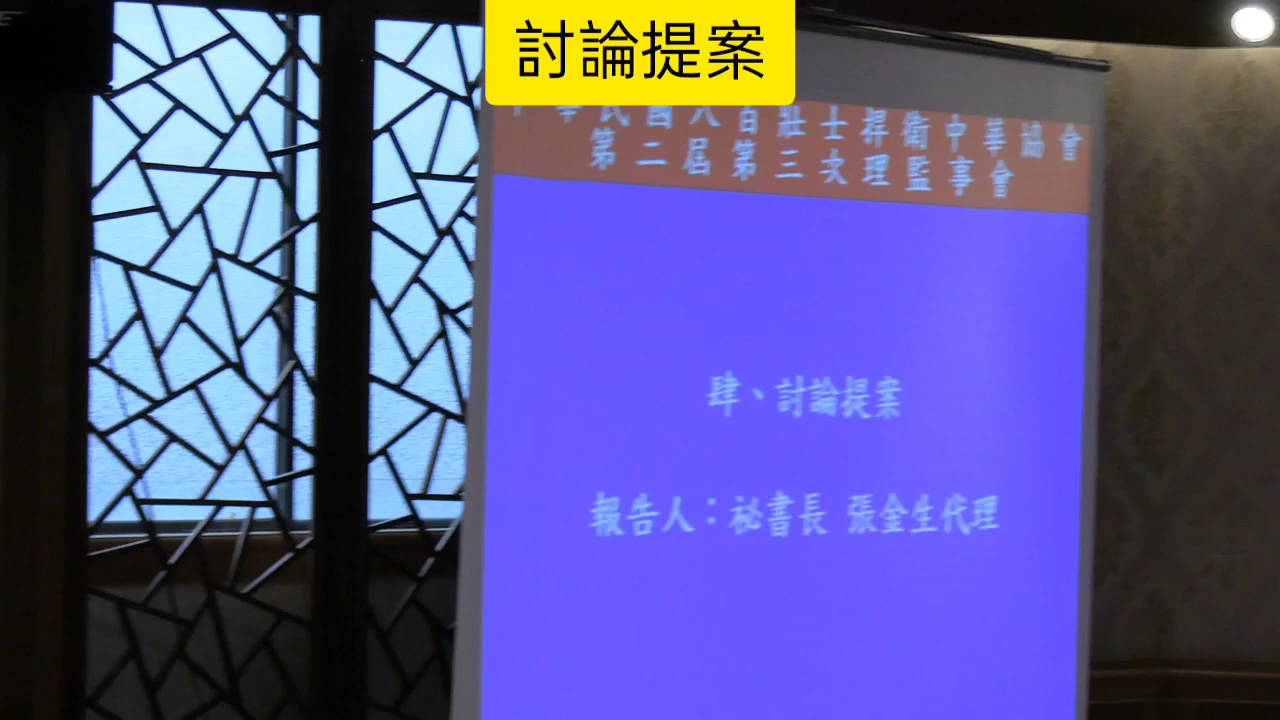 討論提案
中華民國八百壯士捍衛中華協會
第二屆第三次理監事會
肆、討論提案
報告人：祕書長 張金生代理